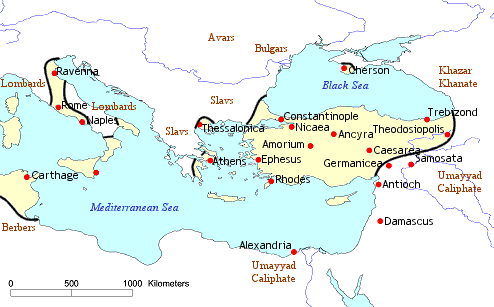 Avars
Bulgars
Cherson
Khazar
Khanate
Lombards
Ravenna
Black Sea
Rome
Lombards
Slavs
Naples
Constantinople
Trebizond
Slavs
Thessalonica
Nicaea
Theodosiopolis
Ancyra
Amorium
Caesarea
Athens
Ephesus
Germanicea
Samosata
Carthage
Rhodes
Antioch
Umayyad
Caliphate
Mediterranean Sea
Berbers
Damascus
Alexandria
Umayyad
Caliphate
0 500 1000 Kilometers